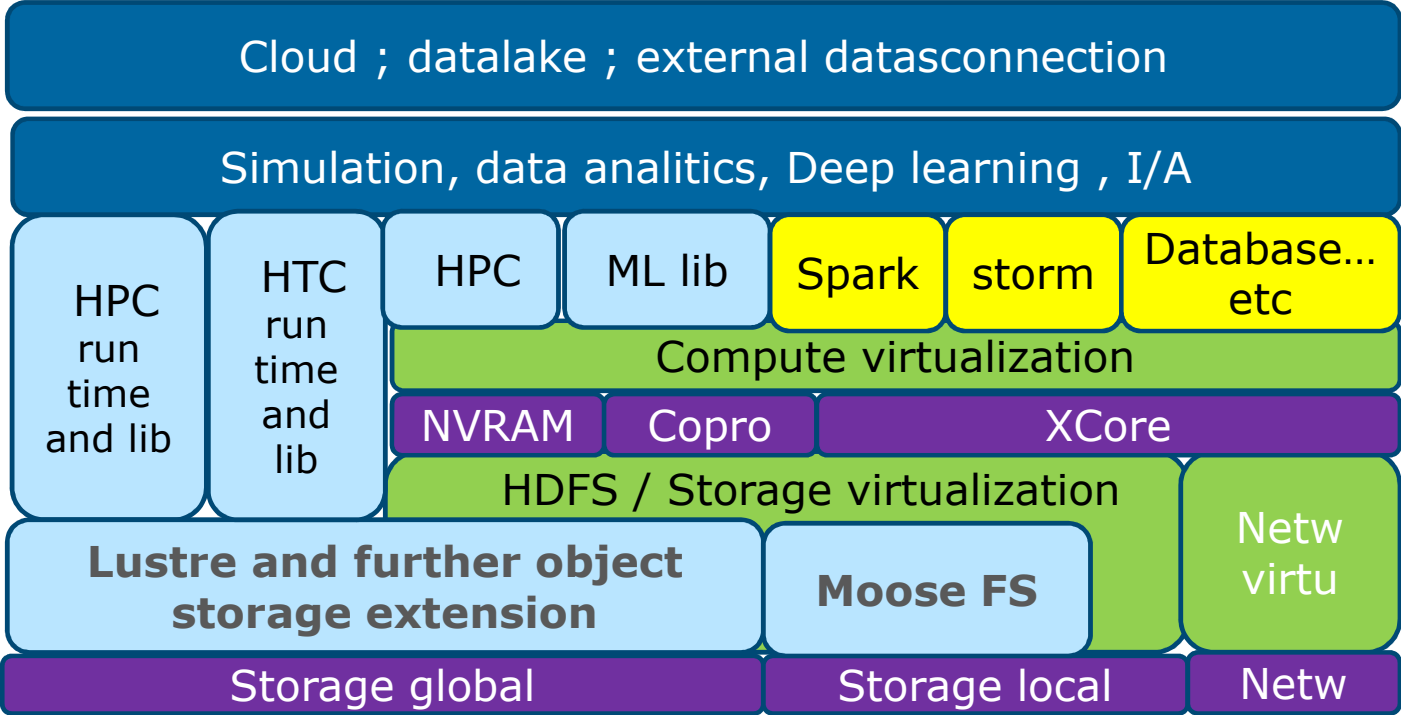 Cloud ; datalake ; external datasconnection
Simulation, data analitics, Deep learning , I/A
HPC
run
time
and lib
HTC
run
time
and
lib
HPC
ML lib
Spark
storm
Database...
etc
Compute virtualization
NVRAM
Copro
XCore
HDFS / Storage virtualization
Netw
virtu
Lustre and further object
storage extension
Moose FS
Storage global
Storage local
Netw